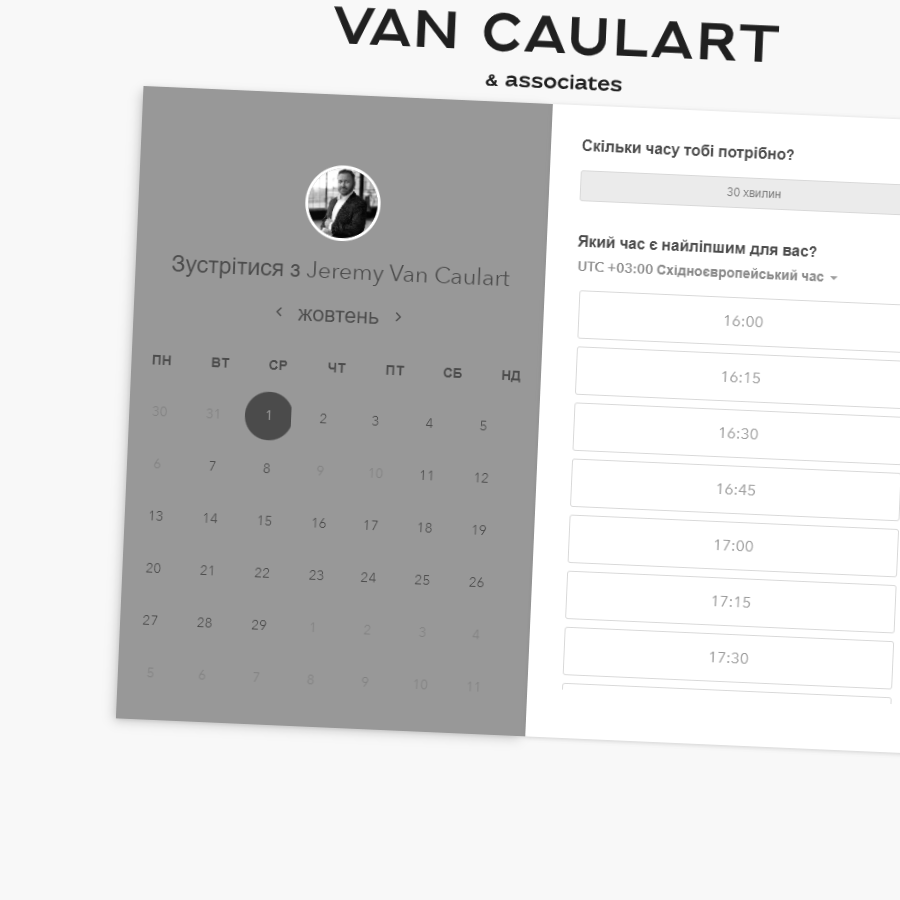 VAN CAULART
& associates
Зустрітися з Jeremy Van Caulart
жовтень
ПН ВТ СР ЧТ ПТ СБ НД
30 31 1 2 3 4 5
6 7 8 9 10 11 12
13 14 15 16 17 18 19
20 21 22 23 24 25 26
27 28 29 1 2 3 4
5 6 7 8 9 10 11
Скільки часу тобі потрібно?
30 хвилин
Який час є найліпшим для вас?
UTC +03:00 Східноєвропейський час
16:00
16:15
16:30
16:45
17:00
17:15
17:30